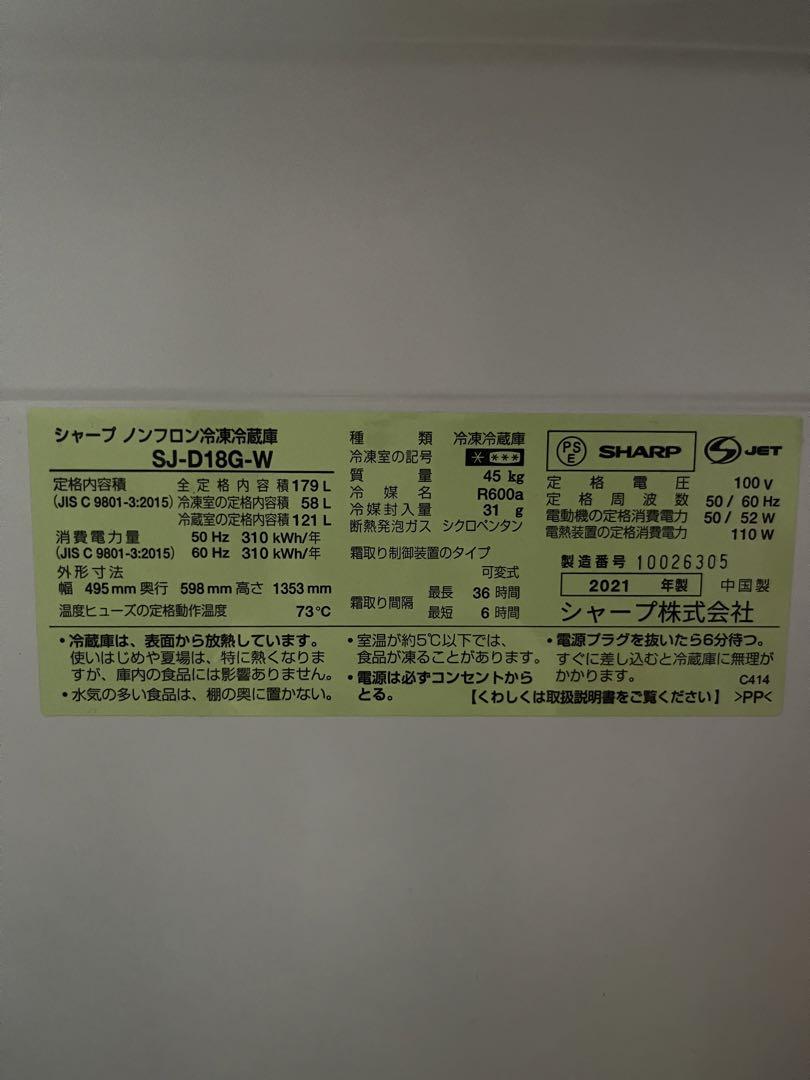 シャープ ノンフロン冷凍冷蔵庫
SJ-D18G-W
定格内容積 全定格内容積 179 L
(JIS C 9801-3:2015) 冷凍室の定格内容積 58 L
冷蔵室の定格内容積 121 L
消費電力量 50 Hz 310 kWh/年
(JIS C 9801-3:2015) 60 Hz 310 kWh/年
外形寸法
幅 495 mm 奥行 598 mm 高さ 1353 mm
温度ヒューズの定格動作温度 73℃
種類 冷凍冷蔵庫
冷凍室の記号 * ***
質量 45 kg
冷媒名 R600a
冷媒封入量 31 g
断熱発泡ガス シクロペンタン
霜取り制御装置のタイプ
可変式
霜取り間隔 最長 36 時間
最短 6 時間
PS E SHARP S JET
定格電圧 100 V
定格周波数 50 / 60 Hz
電動機の定格消費電力 50 / 52 W
電熱装置の定格消費電力 110 W
製造番号 10026305
2021 年製 中国製
シャープ株式会社
・冷蔵庫は、表面から放熱しています。
使いはじめや夏場は、特に熱くなりま
すが、庫内の食品には影響ありません。
・水気の多い食品は、棚の奥に置かない。
・室温が約5℃以下では、
食品が凍ることがあります。
・電源は必ずコンセントから
とる。
・電源プラグを抜いたら6分待つ。
すぐに差し込むと冷蔵庫に無理が
かかります。 C414
【くわしくは取扱説明書をご覧ください】 >PP<